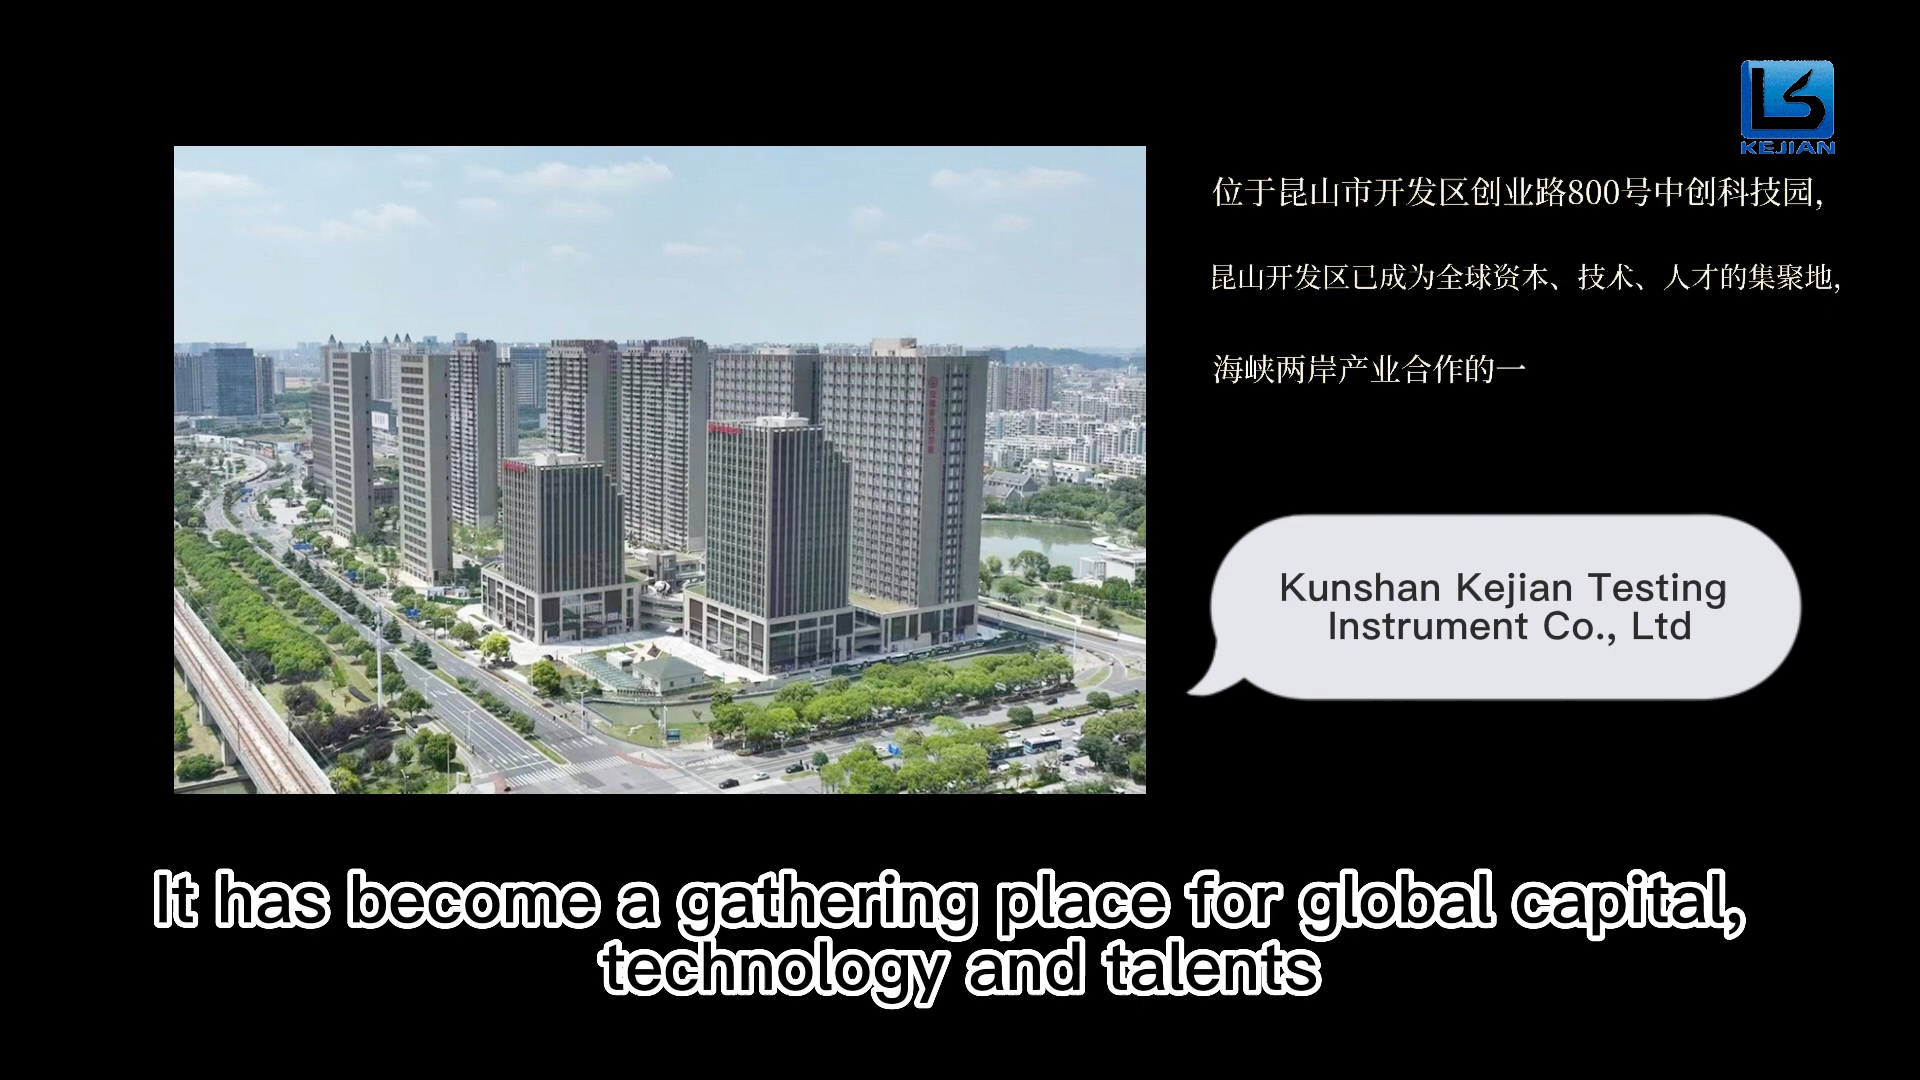 KEJIAN
位于昆山市开发区创业路800号中创科技园,
昆山开发区已成为全球资本、技术、人才的集聚地,
海峡两岸产业合作的一
Kunshan Kejian Testing
Instrument Co., Ltd
It has become a gathering place for global capital,
technology and talents